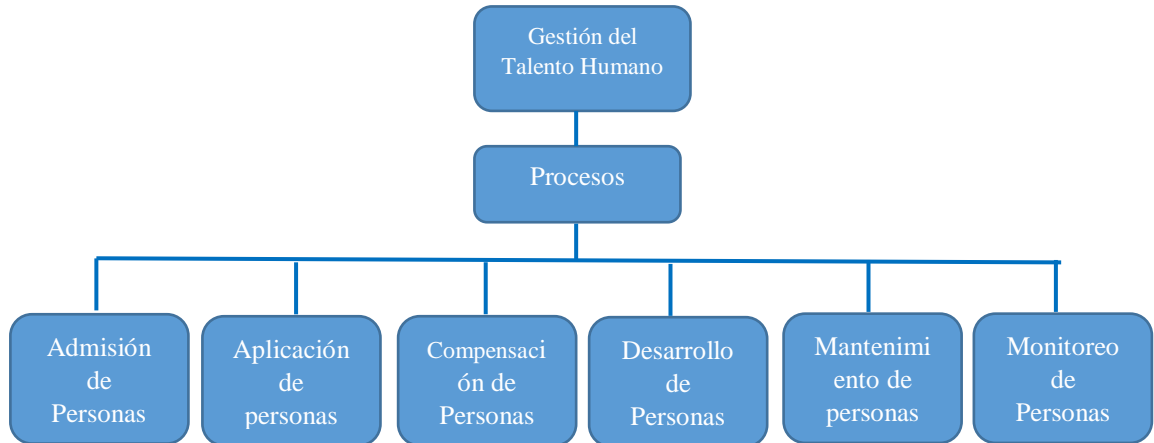 Gestión del
Talento Humano
Procesos
Admisión
de
Personas
Aplicación
de
personas
Compensaci
ón de
Personas
Desarrollo
de
Personas
Mantenimi
ento de
personas
Monitoreo
de
Personas